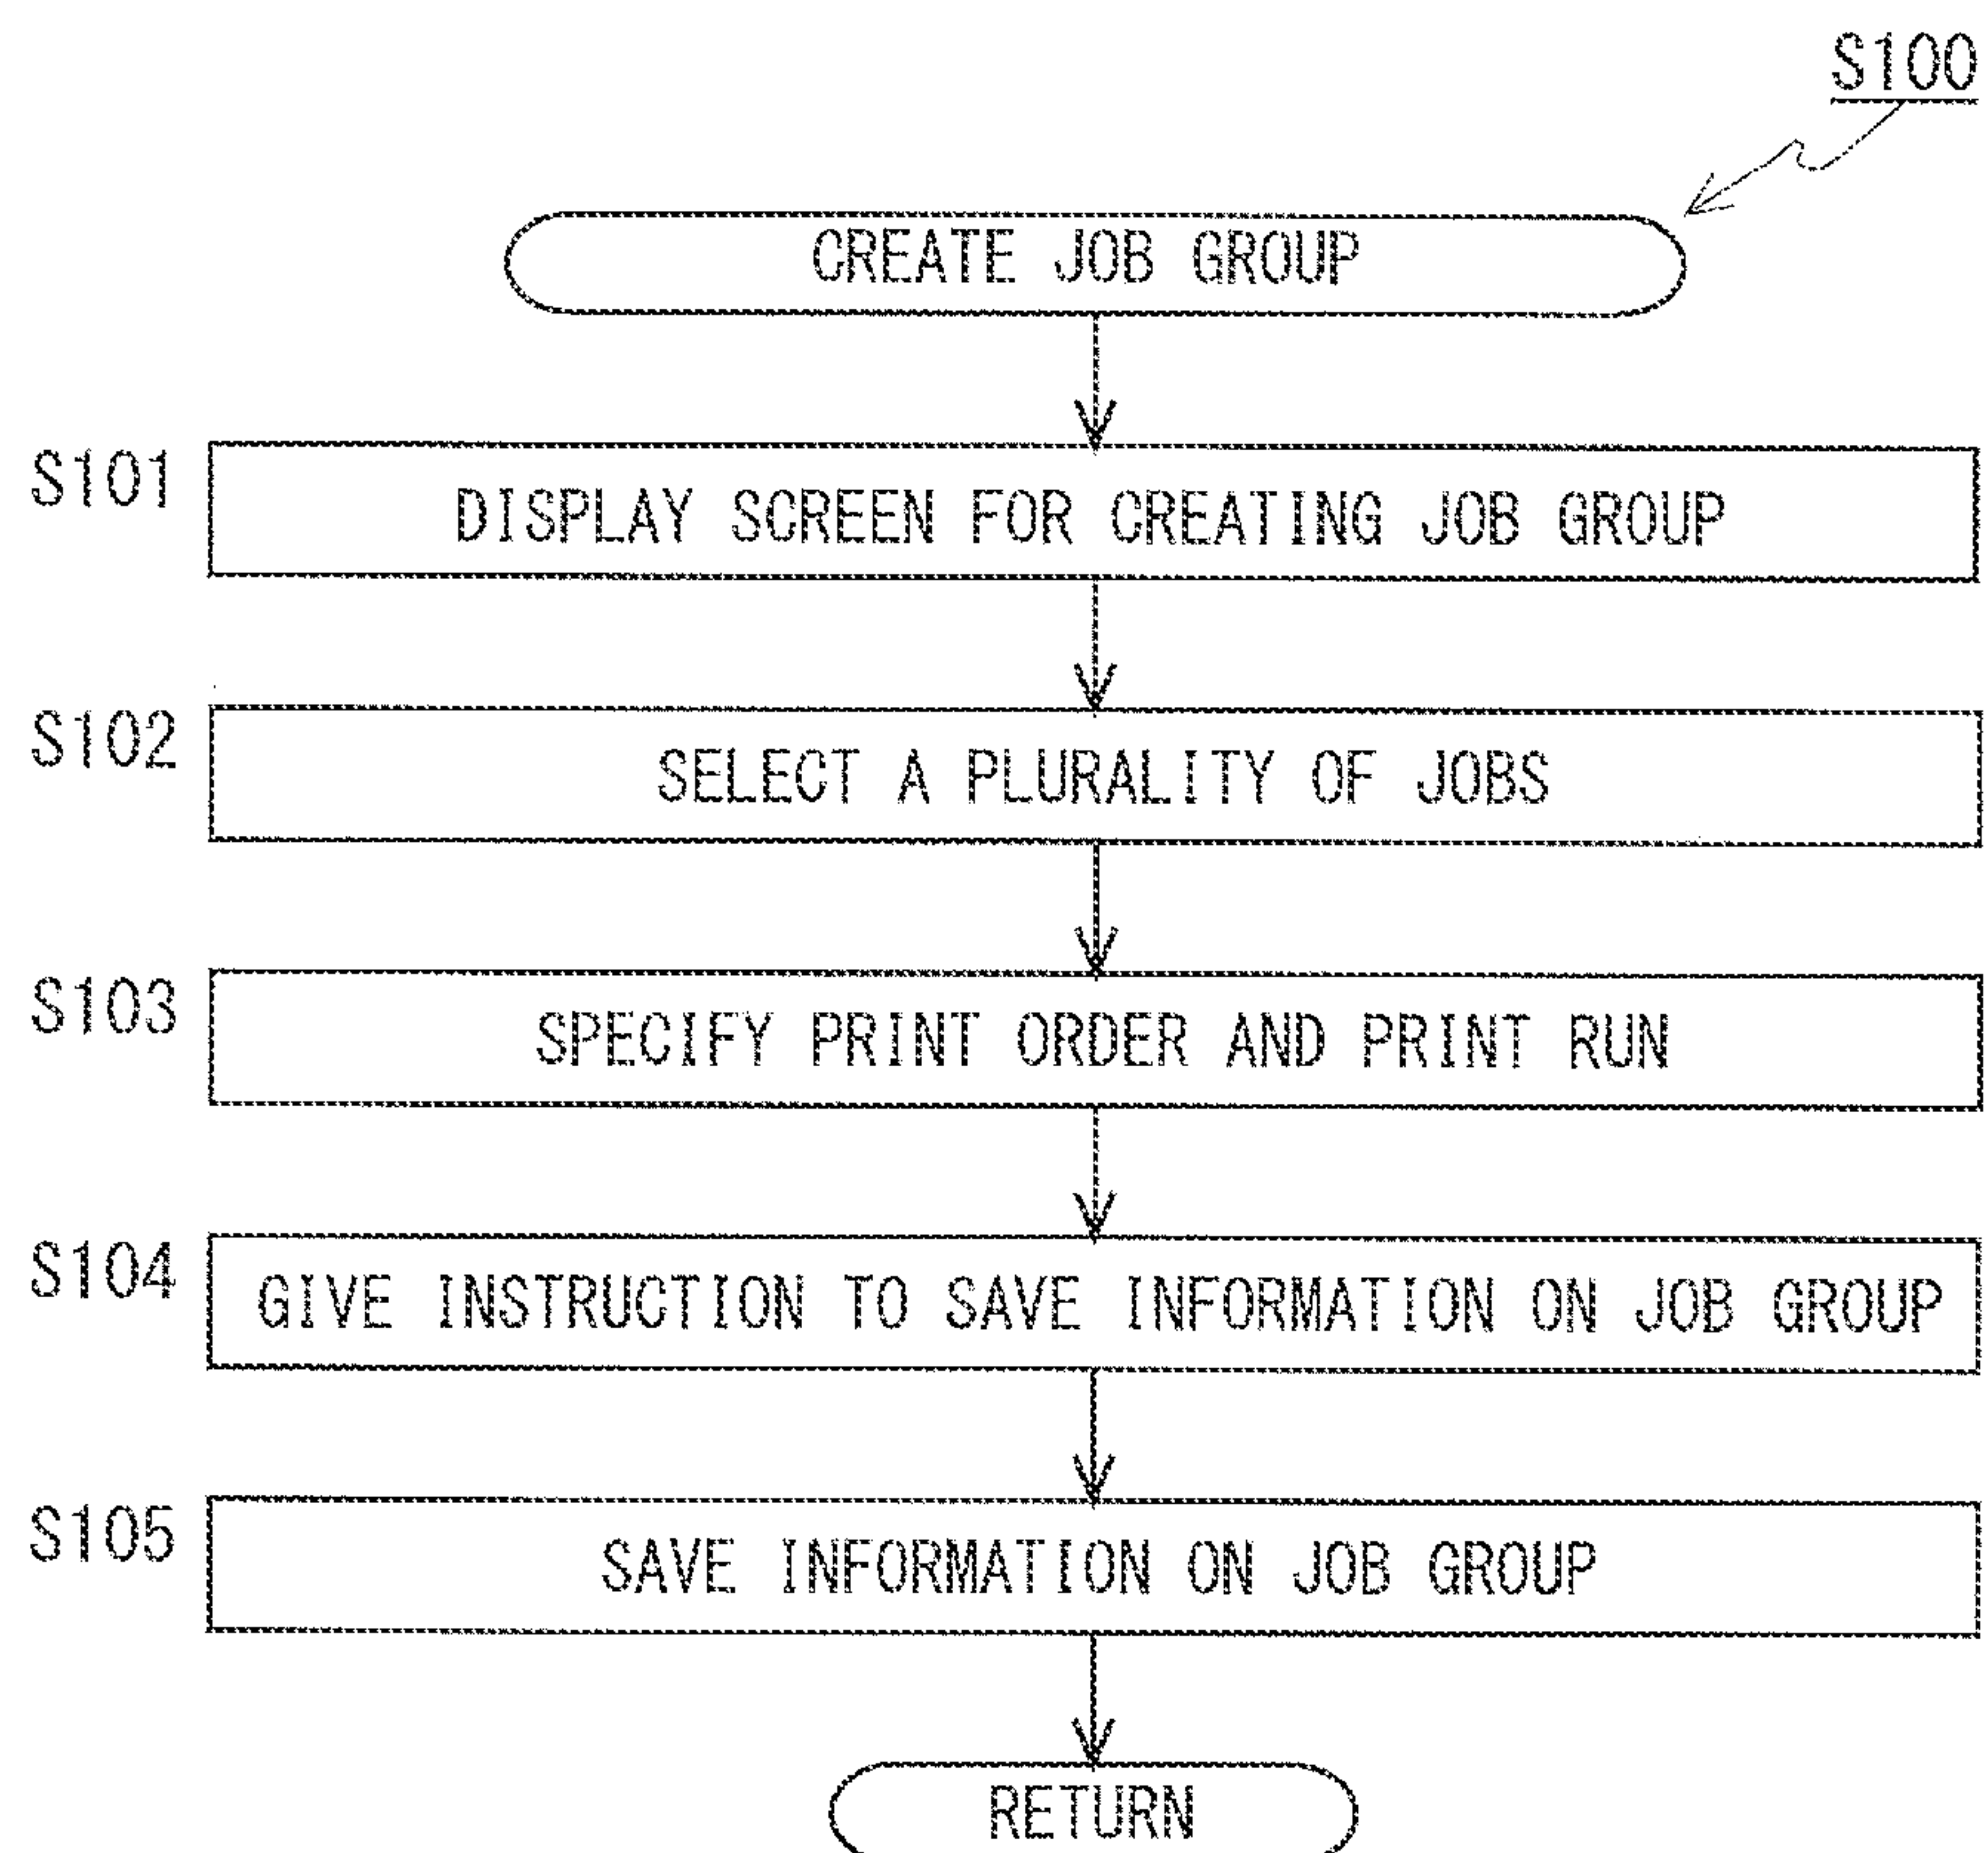 S100
CREATE JOB GROUP
S101
DISPLAY SCREEN FOR CREATING JOB GROUP
S102
SELECT A PLURALITY OF JOBS
S103
SPECIFY PRINT ORDER AND PRINT RUN
S104
GIVE INSTRUCTION TO SAVE INFORMATION ON JOB GROUP
S105
SAVE INFORMATION ON JOB GROUP
RETURN